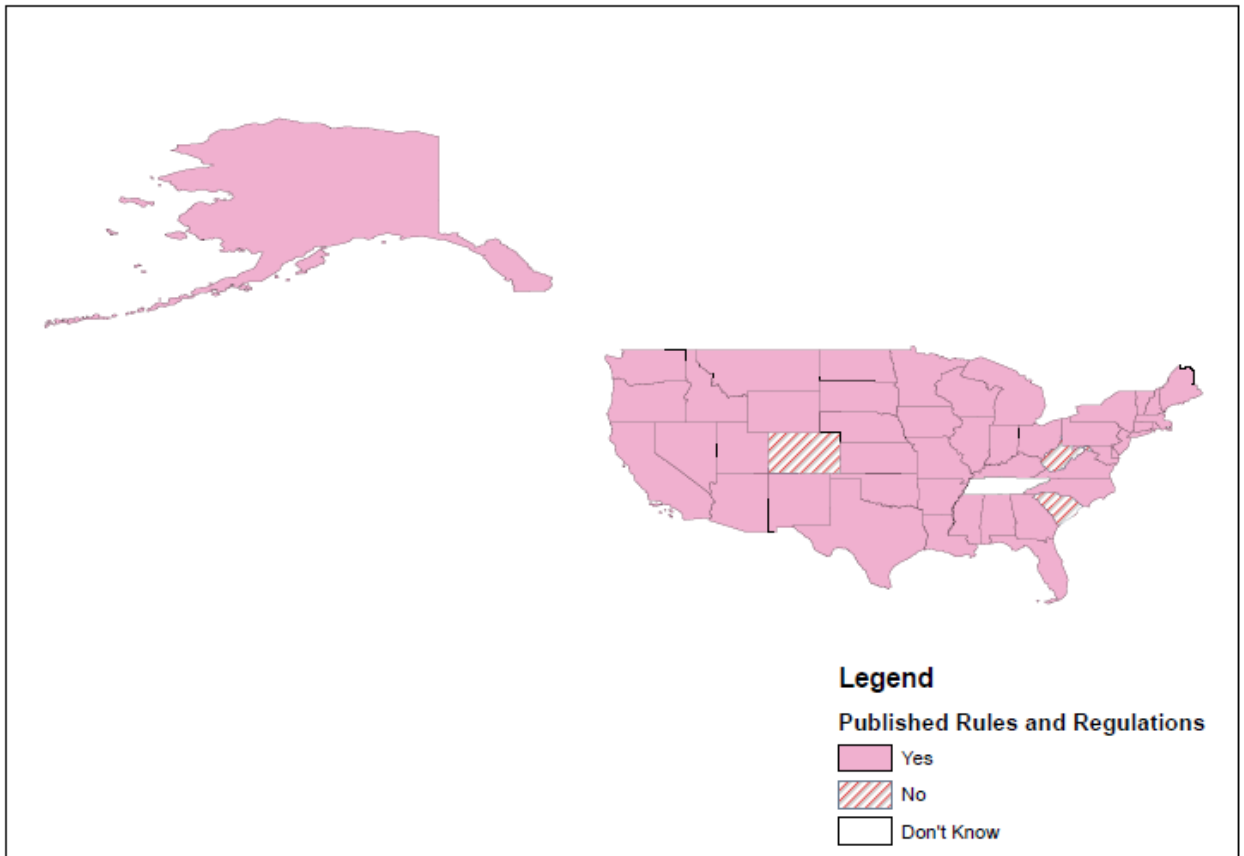 Legend
Published Rules and Regulations
Yes
No
Don't Know